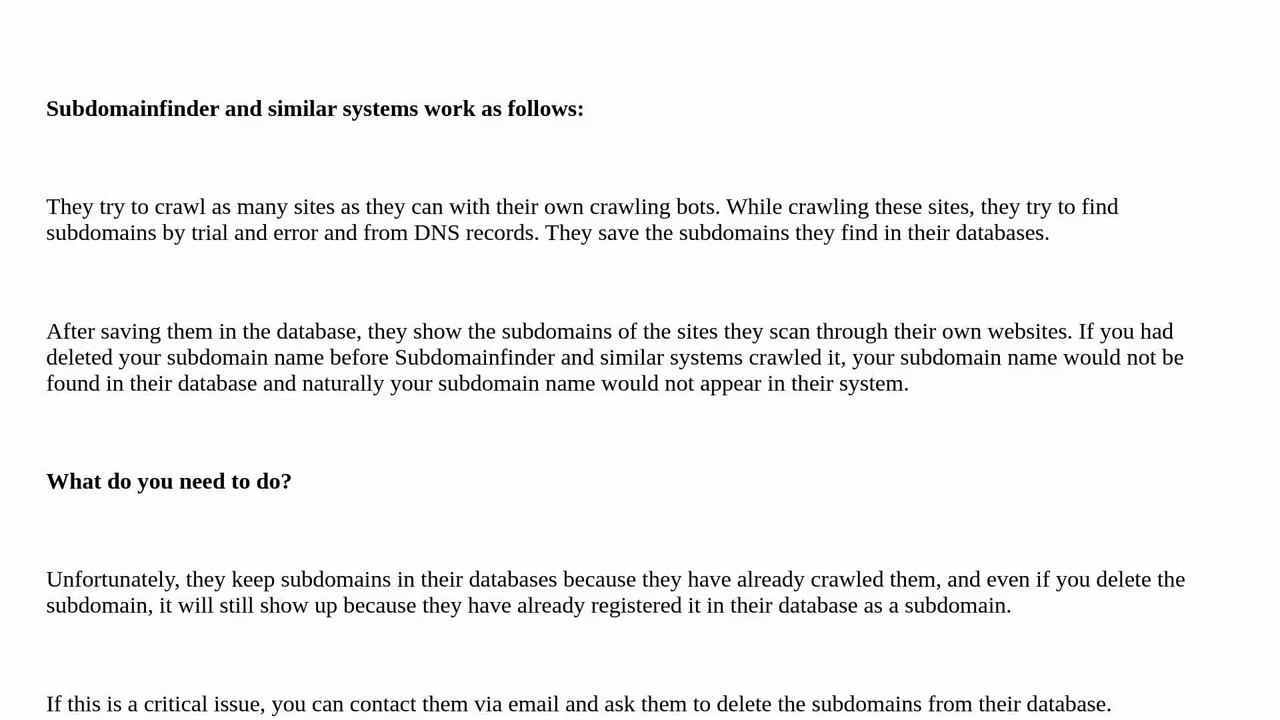 Subdomainfinder and similar systems work as follows:
They try to crawl as many sites as they can with their own crawling bots. While crawling these sites, they try to find
subdomains by trial and error and from DNS records. They save the subdomains they find in their databases.
After saving them in the database, they show the subdomains of the sites they scan through their own websites. If you had
deleted your subdomain name before Subdomainfinder and similar systems crawled it, your subdomain name would not be
found in their database and naturally your subdomain name would not appear in their system.
What do you need to do?
Unfortunately, they keep subdomains in their databases because they have already crawled them, and even if you delete the
subdomain, it will still show up because they have already registered it in their database as a subdomain.
If this is a critical issue, you can contact them via email and ask them to delete the subdomains from their database.